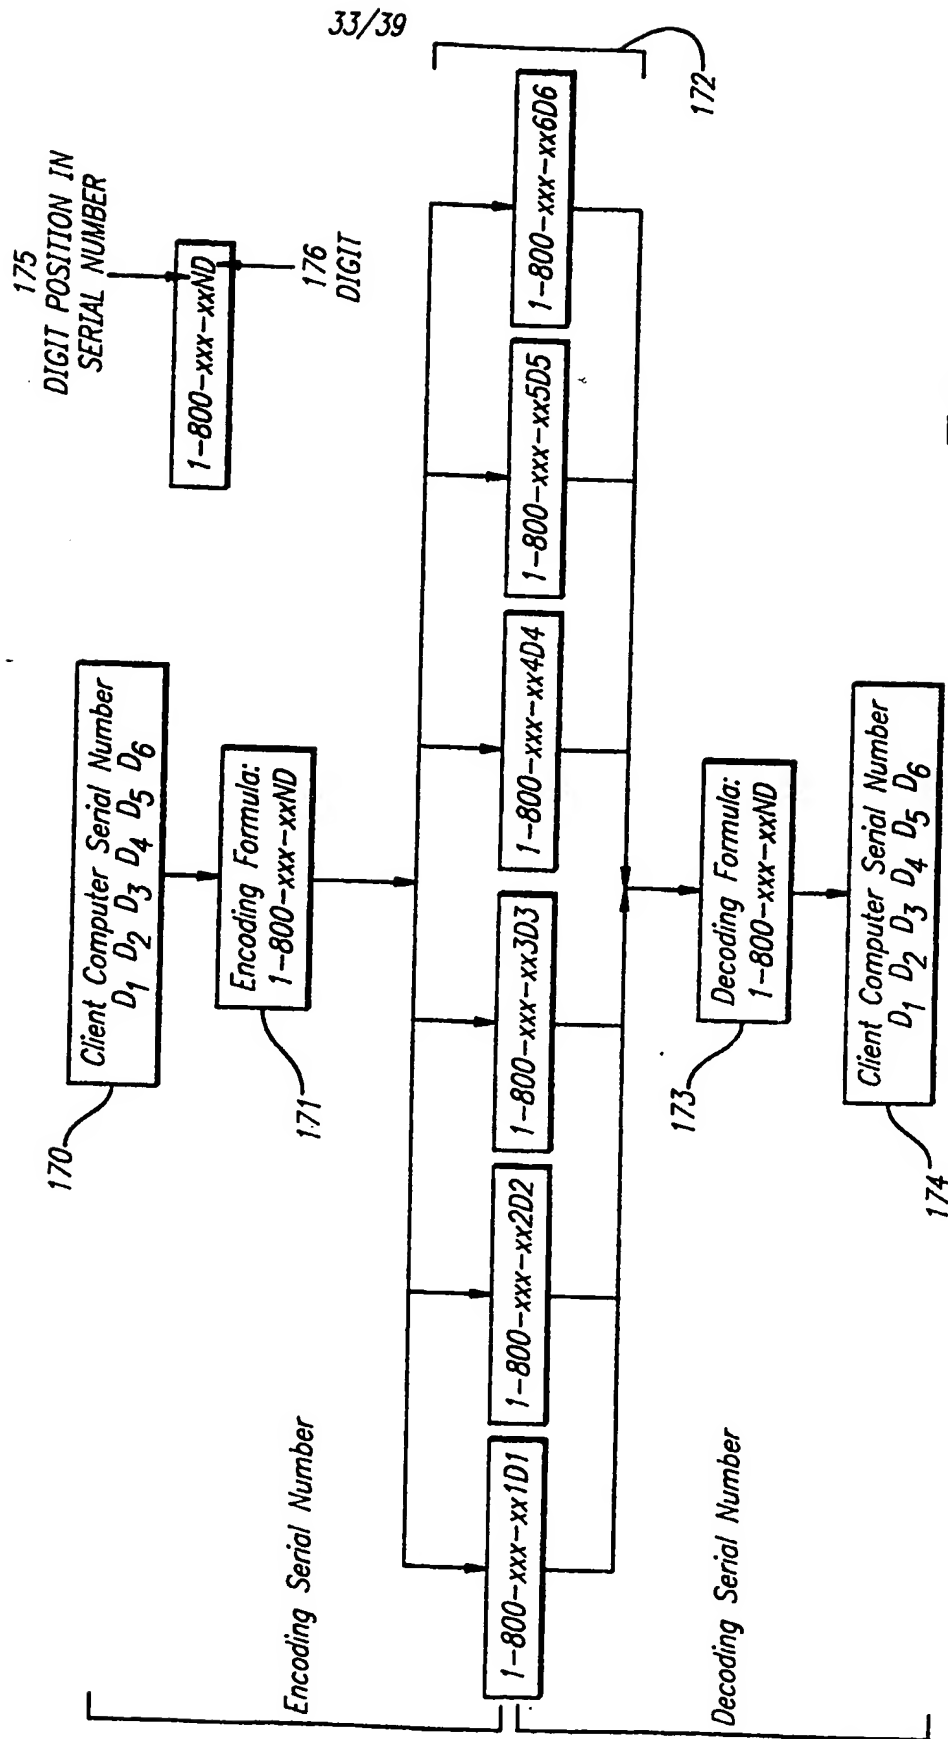 33/39
175
DIGIT POSITION IN
SERIAL NUMBER
1-800-xxx-xxND
176
DIGIT
170
Client Computer Serial Number
D1 D2 D3 D4 D5 D6
171
Encoding Formula:
1-800-xxx-xxND
Encoding Serial Number
1-800-xxx-xx1D1
1-800-xxx-xx2D2
1-800-xxx-xx3D3
1-800-xxx-xx4D4
1-800-xxx-xx5D5
1-800-xxx-xx6D6
172
Decoding Serial Number
173
Decoding Formula:
1-800-xxx-xxND
174
Client Computer Serial Number
D1 D2 D3 D4 D5 D6